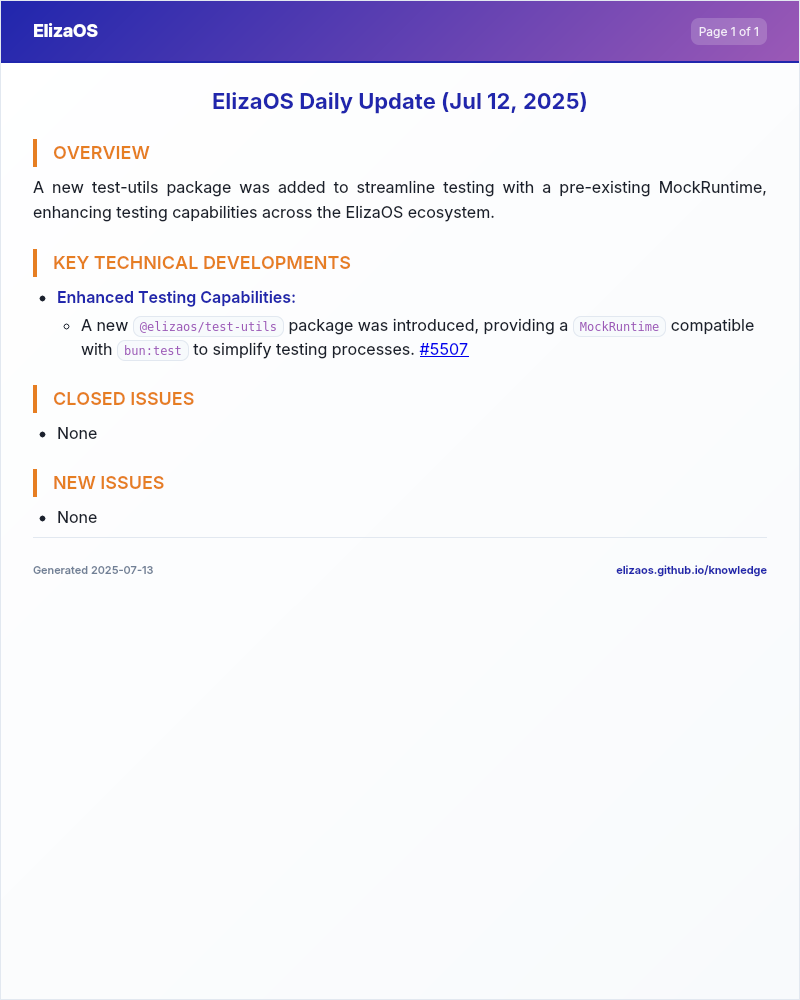 ElizaOS
Page 1 of 1
ElizaOS Daily Update (Jul 12, 2025)
OVERVIEW
A new test-utils package was added to streamline testing with a pre-existing MockRuntime,
enhancing testing capabilities across the ElizaOS ecosystem.
KEY TECHNICAL DEVELOPMENTS
• Enhanced Testing Capabilities:
◦ A new @elizaos/test-utils package was introduced, providing a MockRuntime compatible
with bun:test to simplify testing processes. #5507
CLOSED ISSUES
• None
NEW ISSUES
• None
Generated 2025-07-13
elizaos.github.io/knowledge